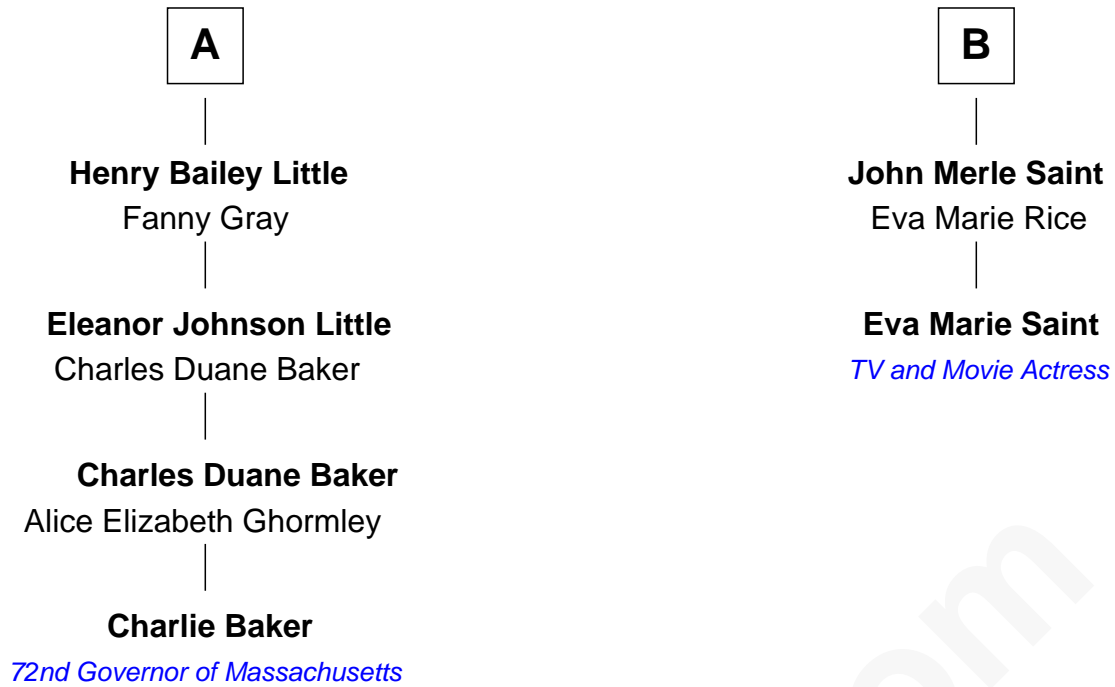 A
Henry Bailey Little
Fanny Gray
Eleanor Johnson Little
Charles Duane Baker
Charles Duane Baker
Alice Elizabeth Ghormley
Charlie Baker
72nd Governor of Massachusetts
B
John Merle Saint
Eva Marie Rice
Eva Marie Saint
TV and Movie Actress
om